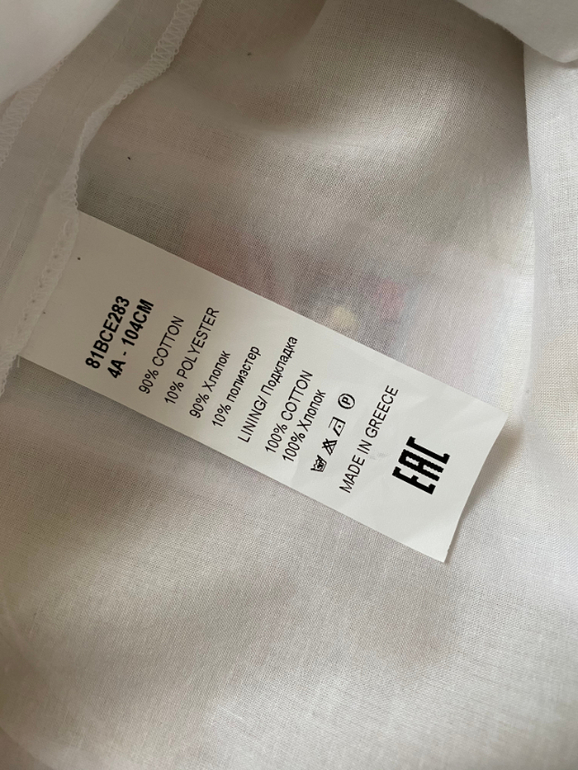 81BCE283
4A - 104CM
90% COTTON
10% POLYESTER
90% Хлопок
10% полиэстер
LINING/ Подкладка
100% COTTON
100% Хлопок
P
MADE IN GREECE
EAC